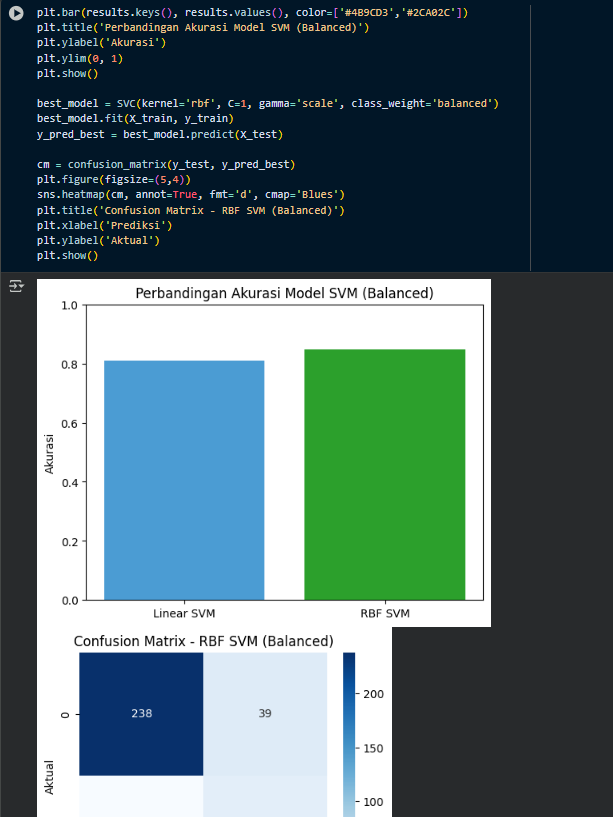 plt.bar(results.keys(), results.values(), color=['#4B9CD3','#2CA02C'])
plt.title('Perbandingan Akurasi Model SVM (Balanced)')
plt.ylabel('Akurasi')
plt.ylim(0, 1)
plt.show()
best_model = SVC(kernel='rbf', C=1, gamma='scale', class_weight='balanced')
best_model.fit(X_train, y_train)
y_pred_best = best_model.predict(X_test)
cm = confusion_matrix(y_test, y_pred_best)
plt.figure(figsize=(5,4))
sns.heatmap(cm, annot=True, fmt='d', cmap='Blues')
plt.title('Confusion Matrix - RBF SVM (Balanced)')
plt.xlabel('Prediksi')
plt.ylabel('Aktual')
plt.show()
Perbandingan Akurasi Model SVM (Balanced)
1.0
0.8
0.6
Akurasi
0.4
0.2
0.0
Linear SVM RBF SVM
Confusion Matrix - RBF SVM (Balanced)
0 238 39 200
150
Aktual
100